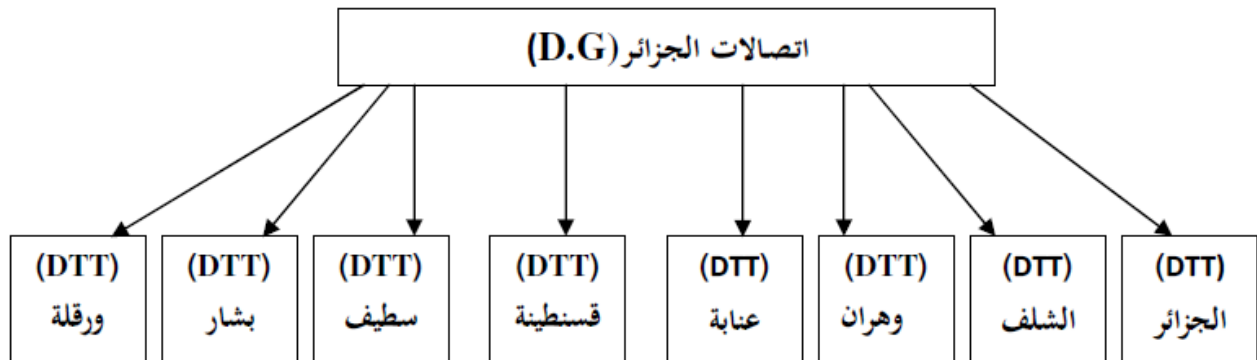 اتصالات الجزائر(D.G)
(DTT)
الجزائر
(DTT)
الشلف
(DTT)
وهران
(DTT)
عنابة
(DTT)
قسنطينة
(DTT)
سطيف
(DTT)
بشار
(DTT)
ورقلة